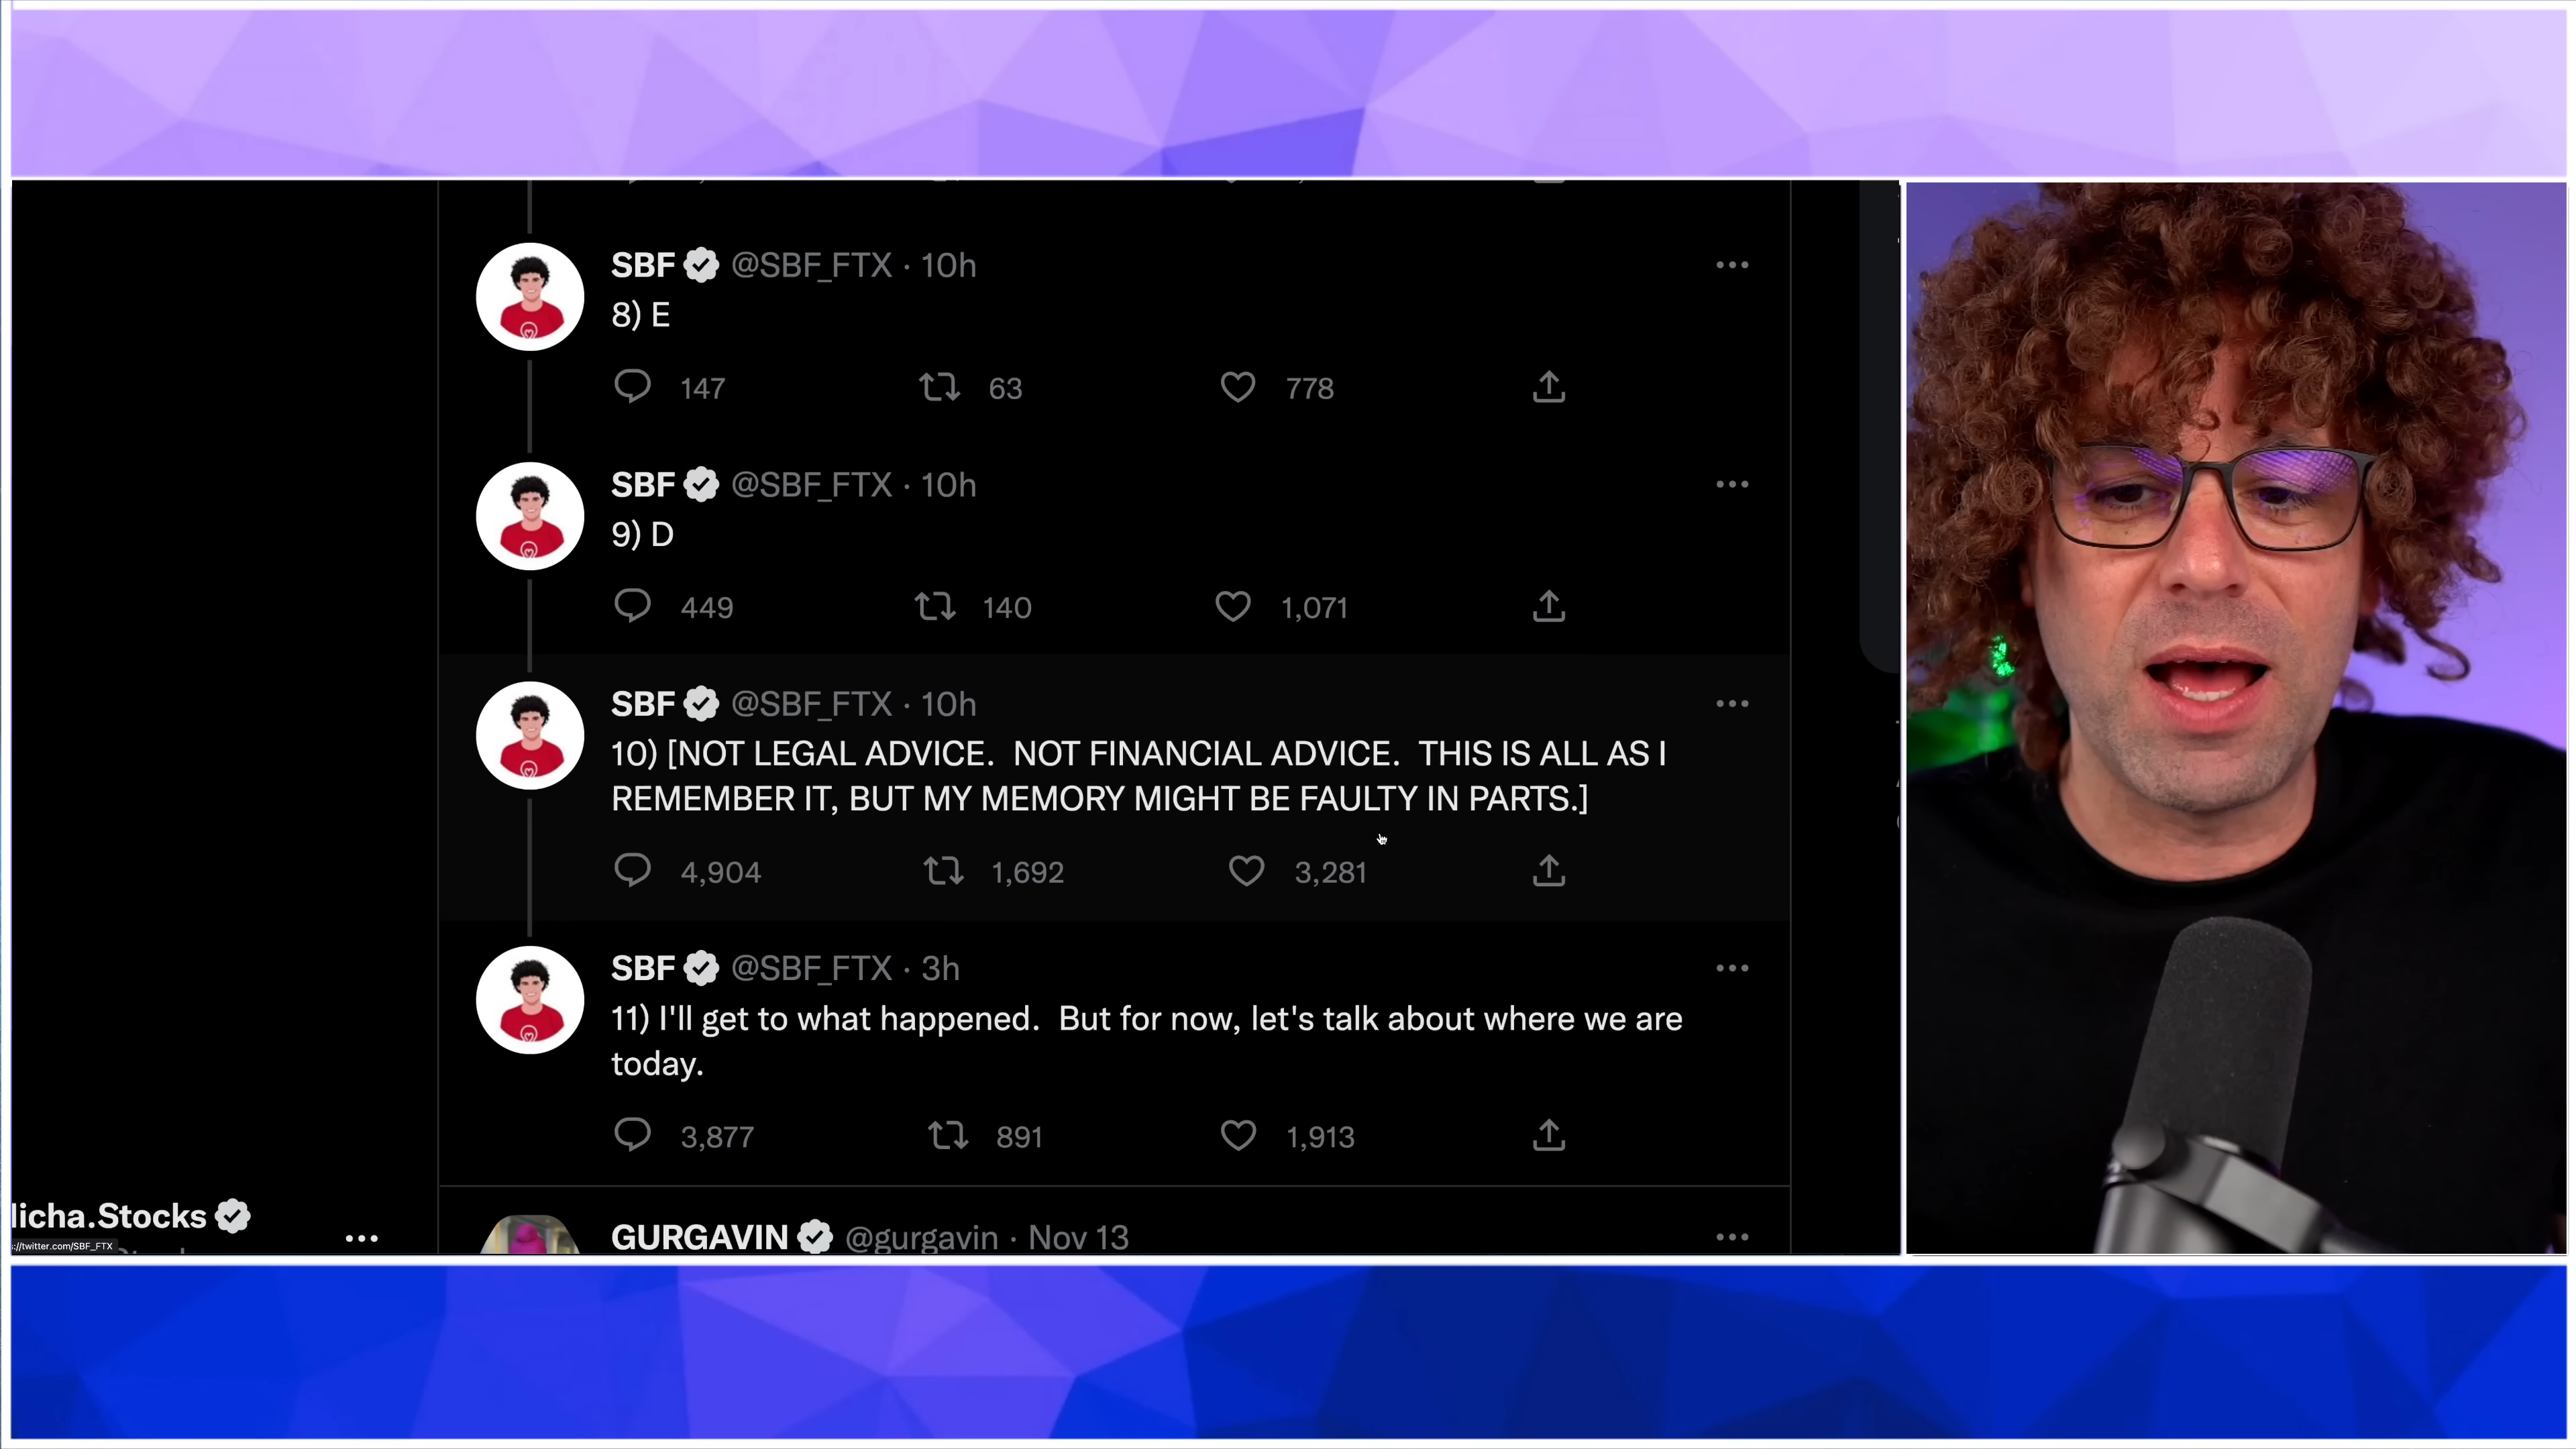 SBF @SBF_FTX · 10h
8) E
147 63 778
SBF @SBF_FTX · 10h
9) D
449 140 1,071
SBF @SBF_FTX · 10h
10) [NOT LEGAL ADVICE.  NOT FINANCIAL ADVICE.  THIS IS ALL AS I
REMEMBER IT, BUT MY MEMORY MIGHT BE FAULTY IN PARTS.]
4,904 1,692 3,281
SBF @SBF_FTX · 3h
11) I'll get to what happened.  But for now, let's talk about where we are
today.
3,877 891 1,913
licha.Stocks
://twitter.com/SBF_FTX
GURGAVIN @gurgavin · Nov 13